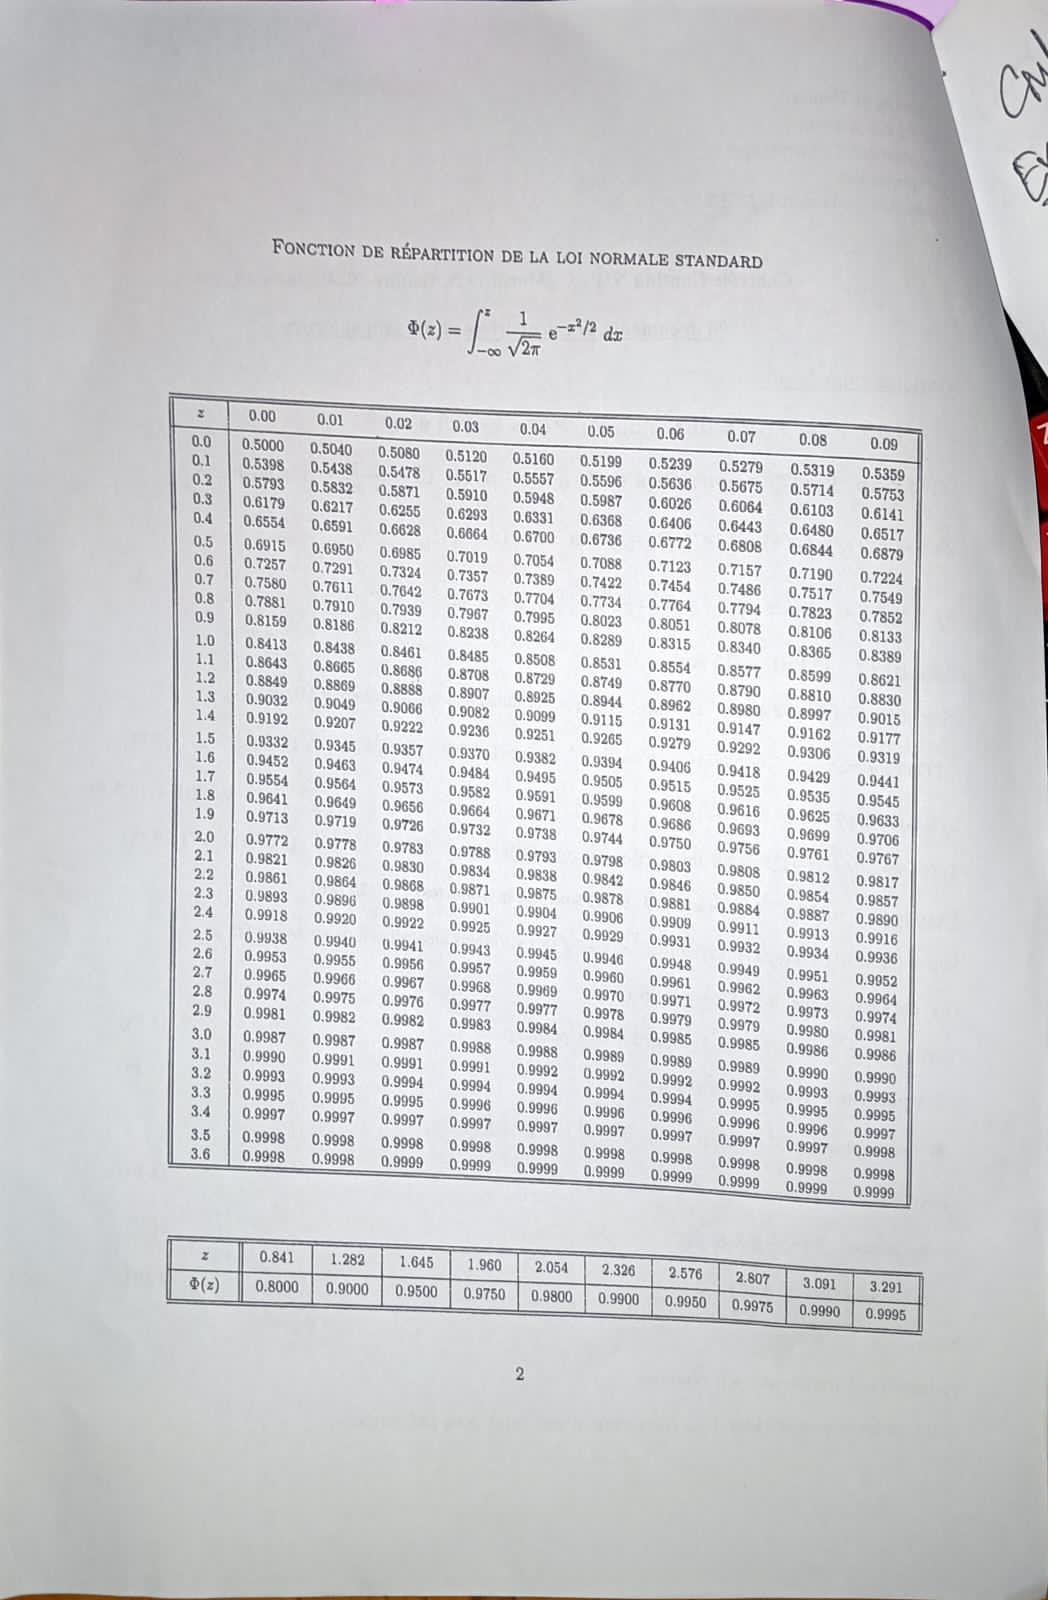 FONCTION DE RÉPARTITION DE LA LOI NORMALE STANDARD
Φ(z) = ∫_{-∞}^{z} 1/√2π e^{-x²/2} dx
z 0.00 0.01 0.02 0.03 0.04 0.05 0.06 0.07 0.08 0.09
0.0 0.5000 0.5040 0.5080 0.5120 0.5160 0.5199 0.5239 0.5279 0.5319 0.5359
0.1 0.5398 0.5438 0.5478 0.5517 0.5557 0.5596 0.5636 0.5675 0.5714 0.5753
0.2 0.5793 0.5832 0.5871 0.5910 0.5948 0.5987 0.6026 0.6064 0.6103 0.6141
0.3 0.6179 0.6217 0.6255 0.6293 0.6331 0.6368 0.6406 0.6443 0.6480 0.6517
0.4 0.6554 0.6591 0.6628 0.6664 0.6700 0.6736 0.6772 0.6808 0.6844 0.6879
0.5 0.6915 0.6950 0.6985 0.7019 0.7054 0.7088 0.7123 0.7157 0.7190 0.7224
0.6 0.7257 0.7291 0.7324 0.7357 0.7389 0.7422 0.7454 0.7486 0.7517 0.7549
0.7 0.7580 0.7611 0.7642 0.7673 0.7704 0.7734 0.7764 0.7794 0.7823 0.7852
0.8 0.7881 0.7910 0.7939 0.7967 0.7995 0.8023 0.8051 0.8078 0.8106 0.8133
0.9 0.8159 0.8186 0.8212 0.8238 0.8264 0.8289 0.8315 0.8340 0.8365 0.8389
1.0 0.8413 0.8438 0.8461 0.8485 0.8508 0.8531 0.8554 0.8577 0.8599 0.8621
1.1 0.8643 0.8665 0.8686 0.8708 0.8729 0.8749 0.8770 0.8790 0.8810 0.8830
1.2 0.8849 0.8869 0.8888 0.8907 0.8925 0.8944 0.8962 0.8980 0.8997 0.9015
1.3 0.9032 0.9049 0.9066 0.9082 0.9099 0.9115 0.9131 0.9147 0.9162 0.9177
1.4 0.9192 0.9207 0.9222 0.9236 0.9251 0.9265 0.9279 0.9292 0.9306 0.9319
1.5 0.9332 0.9345 0.9357 0.9370 0.9382 0.9394 0.9406 0.9418 0.9429 0.9441
1.6 0.9452 0.9463 0.9474 0.9484 0.9495 0.9505 0.9515 0.9525 0.9535 0.9545
1.7 0.9554 0.9564 0.9573 0.9582 0.9591 0.9599 0.9608 0.9616 0.9625 0.9633
1.8 0.9641 0.9649 0.9656 0.9664 0.9671 0.9678 0.9686 0.9693 0.9699 0.9706
1.9 0.9713 0.9719 0.9726 0.9732 0.9738 0.9744 0.9750 0.9756 0.9761 0.9767
2.0 0.9772 0.9778 0.9783 0.9788 0.9793 0.9798 0.9803 0.9808 0.9812 0.9817
2.1 0.9821 0.9826 0.9830 0.9834 0.9838 0.9842 0.9846 0.9850 0.9854 0.9857
2.2 0.9861 0.9864 0.9868 0.9871 0.9875 0.9878 0.9881 0.9884 0.9887 0.9890
2.3 0.9893 0.9896 0.9898 0.9901 0.9904 0.9906 0.9909 0.9911 0.9913 0.9916
2.4 0.9918 0.9920 0.9922 0.9925 0.9927 0.9929 0.9931 0.9932 0.9934 0.9936
2.5 0.9938 0.9940 0.9941 0.9943 0.9945 0.9946 0.9948 0.9949 0.9951 0.9952
2.6 0.9953 0.9955 0.9956 0.9957 0.9959 0.9960 0.9961 0.9962 0.9963 0.9964
2.7 0.9965 0.9966 0.9967 0.9968 0.9969 0.9970 0.9971 0.9972 0.9973 0.9974
2.8 0.9974 0.9975 0.9976 0.9977 0.9977 0.9978 0.9979 0.9979 0.9980 0.9981
2.9 0.9981 0.9982 0.9982 0.9983 0.9984 0.9984 0.9985 0.9985 0.9986 0.9986
3.0 0.9987 0.9987 0.9987 0.9988 0.9988 0.9989 0.9989 0.9989 0.9990 0.9990
3.1 0.9990 0.9991 0.9991 0.9991 0.9992 0.9992 0.9992 0.9992 0.9993 0.9993
3.2 0.9993 0.9993 0.9994 0.9994 0.9994 0.9994 0.9994 0.9995 0.9995 0.9995
3.3 0.9995 0.9995 0.9995 0.9996 0.9996 0.9996 0.9996 0.9996 0.9996 0.9997
3.4 0.9997 0.9997 0.9997 0.9997 0.9997 0.9997 0.9997 0.9997 0.9997 0.9998
3.5 0.9998 0.9998 0.9998 0.9998 0.9998 0.9998 0.9998 0.9998 0.9998 0.9998
3.6 0.9998 0.9998 0.9999 0.9999 0.9999 0.9999 0.9999 0.9999 0.9999 0.9999
z 0.841 1.282 1.645 1.960 2.054 2.326 2.576 2.807 3.091 3.291
Φ(z) 0.8000 0.9000 0.9500 0.9750 0.9800 0.9900 0.9950 0.9975 0.9990 0.9995
2